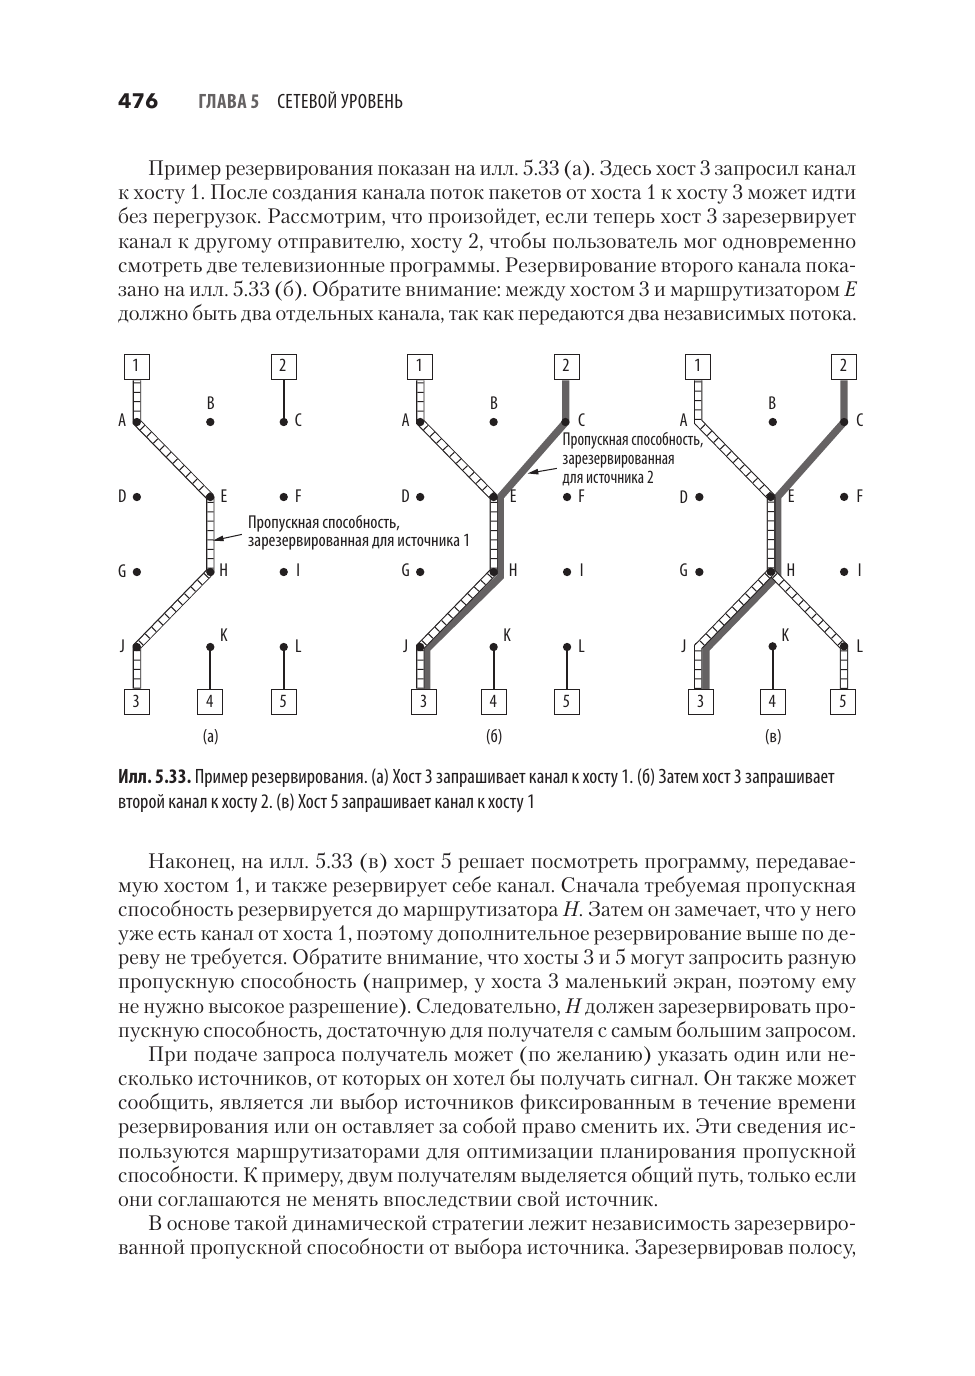 476 ГЛАВА 5 СЕТЕВОЙ УРОВЕНЬ
Пример резервирования показан на илл. 5.33 (а). Здесь хост 3 запросил канал
к хосту 1. После создания канала поток пакетов от хоста 1 к хосту 3 может идти
без перегрузок. Рассмотрим, что произойдет, если теперь хост 3 зарезервирует
канал к другому отправителю, хосту 2, чтобы пользователь мог одновременно
смотреть две телевизионные программы. Резервирование второго канала пока-
зано на илл. 5.33 (б). Обратите внимание: между хостом 3 и маршрутизатором E
должно быть два отдельных канала, так как передаются два независимых потока.
1 2 1 2 1 2
B B B
A C A C A C
Пропускная способность,
зарезервированная
для источника 2
D E F D E F D E F
Пропускная способность,
зарезервированная для источника 1
G H I G H I G H I
K K K
J L J L J L
3 4 5 3 4 5 3 4 5
(а) (б) (в)
Илл. 5.33. Пример резервирования. (а) Хост 3 запрашивает канал к хосту 1. (б) Затем хост 3 запрашивает
второй канал к хосту 2. (в) Хост 5 запрашивает канал к хосту 1
Наконец, на илл. 5.33 (в) хост 5 решает посмотреть программу, передавае-
мую хостом 1, и также резервирует себе канал. Сначала требуемая пропускная
способность резервируется до маршрутизатора H. Затем он замечает, что у него
уже есть канал от хоста 1, поэтому дополнительное резервирование выше по де-
реву не требуется. Обратите внимание, что хосты 3 и 5 могут запросить разную
пропускную способность (например, у хоста 3 маленький экран, поэтому ему
не нужно высокое разрешение). Следовательно, H должен зарезервировать про-
пускную способность, достаточную для получателя с самым большим запросом.
При подаче запроса получатель может (по желанию) указать один или не-
сколько источников, от которых он хотел бы получать сигнал. Он также может
сообщить, является ли выбор источников фиксированным в течение времени
резервирования или он оставляет за собой право сменить их. Эти сведения ис-
пользуются маршрутизаторами для оптимизации планирования пропускной
способности. К примеру, двум получателям выделяется общий путь, только если
они соглашаются не менять впоследствии свой источник.
В основе такой динамической стратегии лежит независимость зарезервиро-
ванной пропускной способности от выбора источника. Зарезервировав полосу,